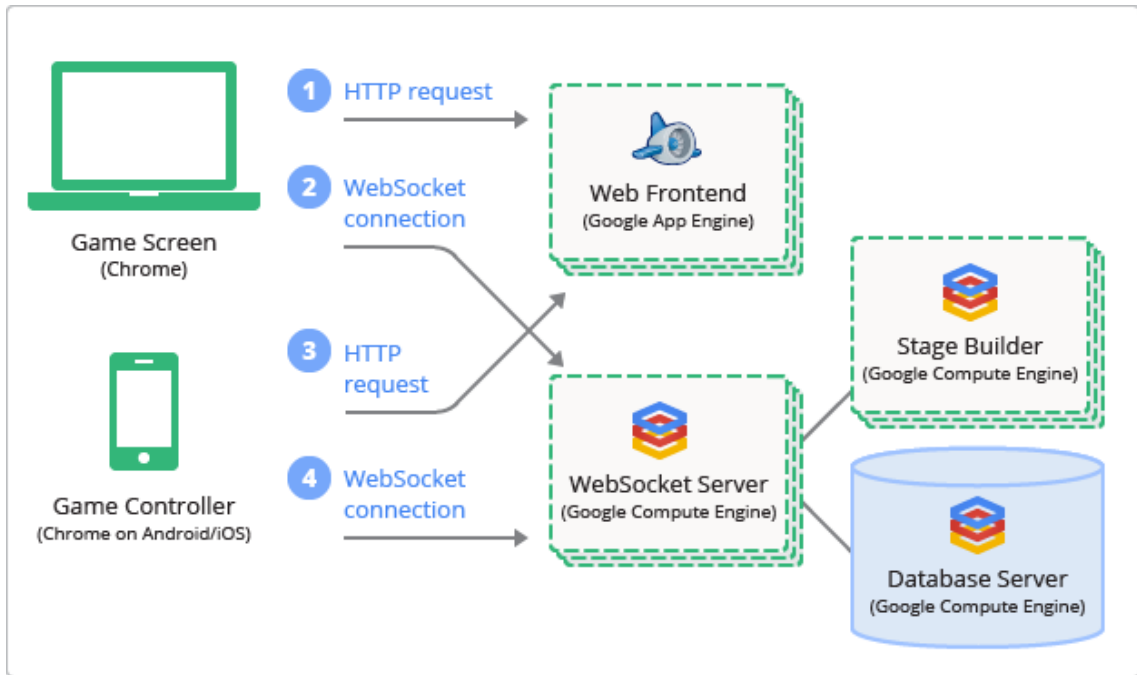 1
HTTP request
2
WebSocket
connection
Game Screen
(Chrome)
3
HTTP
request
4
WebSocket
connection
Game Controller
(Chrome on Android/iOS)
Web Frontend
(Google App Engine)
WebSocket Server
(Google Compute Engine)
Stage Builder
(Google Compute Engine)
Database Server
(Google Compute Engine)